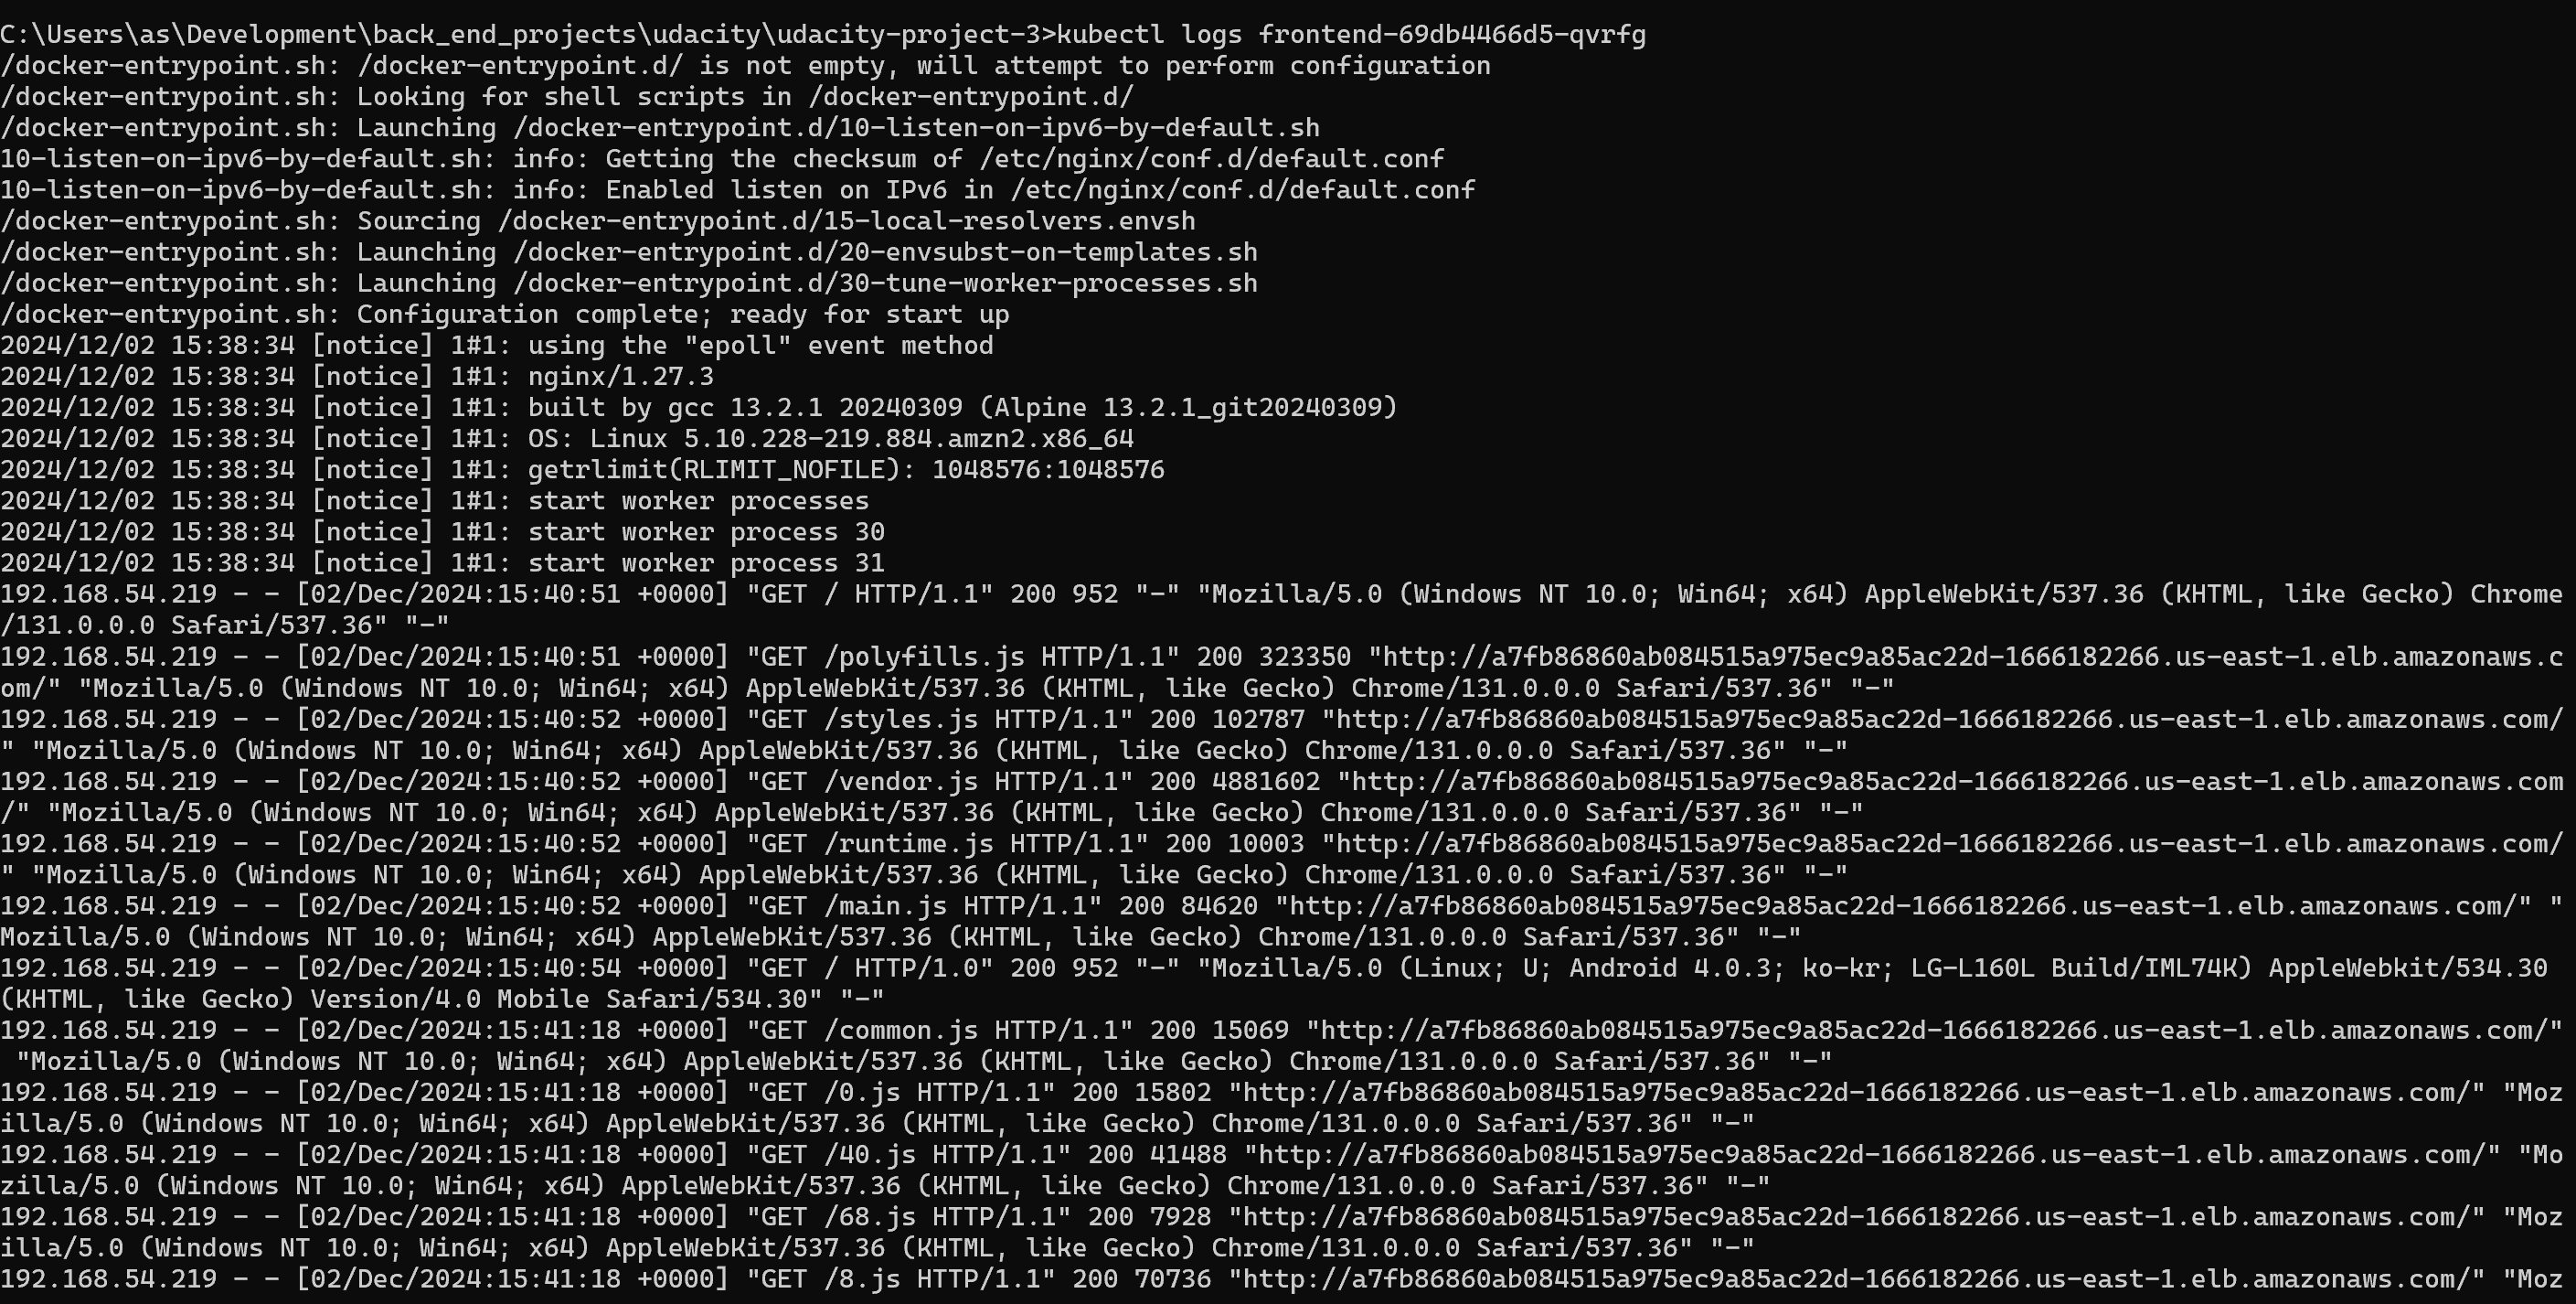 C:\Users\as\Development\back_end_projects\udacity\udacity-project-3>kubectl logs frontend-69db4466d5-qvrfg
/docker-entrypoint.sh: /docker-entrypoint.d/ is not empty, will attempt to perform configuration
/docker-entrypoint.sh: Looking for shell scripts in /docker-entrypoint.d/
/docker-entrypoint.sh: Launching /docker-entrypoint.d/10-listen-on-ipv6-by-default.sh
10-listen-on-ipv6-by-default.sh: info: Getting the checksum of /etc/nginx/conf.d/default.conf
10-listen-on-ipv6-by-default.sh: info: Enabled listen on IPv6 in /etc/nginx/conf.d/default.conf
/docker-entrypoint.sh: Sourcing /docker-entrypoint.d/15-local-resolvers.envsh
/docker-entrypoint.sh: Launching /docker-entrypoint.d/20-envsubst-on-templates.sh
/docker-entrypoint.sh: Launching /docker-entrypoint.d/30-tune-worker-processes.sh
/docker-entrypoint.sh: Configuration complete; ready for start up
2024/12/02 15:38:34 [notice] 1#1: using the "epoll" event method
2024/12/02 15:38:34 [notice] 1#1: nginx/1.27.3
2024/12/02 15:38:34 [notice] 1#1: built by gcc 13.2.1 20240309 (Alpine 13.2.1_git20240309)
2024/12/02 15:38:34 [notice] 1#1: OS: Linux 5.10.228-219.884.amzn2.x86_64
2024/12/02 15:38:34 [notice] 1#1: getrlimit(RLIMIT_NOFILE): 1048576:1048576
2024/12/02 15:38:34 [notice] 1#1: start worker processes
2024/12/02 15:38:34 [notice] 1#1: start worker process 30
2024/12/02 15:38:34 [notice] 1#1: start worker process 31
192.168.54.219 - - [02/Dec/2024:15:40:51 +0000] "GET / HTTP/1.1" 200 952 "-" "Mozilla/5.0 (Windows NT 10.0; Win64; x64) AppleWebKit/537.36 (KHTML, like Gecko) Chrome
/131.0.0.0 Safari/537.36" "-"
192.168.54.219 - - [02/Dec/2024:15:40:51 +0000] "GET /polyfills.js HTTP/1.1" 200 323350 "http://a7fb86860ab084515a975ec9a85ac22d-1666182266.us-east-1.elb.amazonaws.c
om/" "Mozilla/5.0 (Windows NT 10.0; Win64; x64) AppleWebKit/537.36 (KHTML, like Gecko) Chrome/131.0.0.0 Safari/537.36" "-"
192.168.54.219 - - [02/Dec/2024:15:40:52 +0000] "GET /styles.js HTTP/1.1" 200 102787 "http://a7fb86860ab084515a975ec9a85ac22d-1666182266.us-east-1.elb.amazonaws.com/
" "Mozilla/5.0 (Windows NT 10.0; Win64; x64) AppleWebKit/537.36 (KHTML, like Gecko) Chrome/131.0.0.0 Safari/537.36" "-"
192.168.54.219 - - [02/Dec/2024:15:40:52 +0000] "GET /vendor.js HTTP/1.1" 200 4881602 "http://a7fb86860ab084515a975ec9a85ac22d-1666182266.us-east-1.elb.amazonaws.com
/" "Mozilla/5.0 (Windows NT 10.0; Win64; x64) AppleWebKit/537.36 (KHTML, like Gecko) Chrome/131.0.0.0 Safari/537.36" "-"
192.168.54.219 - - [02/Dec/2024:15:40:52 +0000] "GET /runtime.js HTTP/1.1" 200 10003 "http://a7fb86860ab084515a975ec9a85ac22d-1666182266.us-east-1.elb.amazonaws.com/
" "Mozilla/5.0 (Windows NT 10.0; Win64; x64) AppleWebKit/537.36 (KHTML, like Gecko) Chrome/131.0.0.0 Safari/537.36" "-"
192.168.54.219 - - [02/Dec/2024:15:40:52 +0000] "GET /main.js HTTP/1.1" 200 84620 "http://a7fb86860ab084515a975ec9a85ac22d-1666182266.us-east-1.elb.amazonaws.com/" "
Mozilla/5.0 (Windows NT 10.0; Win64; x64) AppleWebKit/537.36 (KHTML, like Gecko) Chrome/131.0.0.0 Safari/537.36" "-"
192.168.54.219 - - [02/Dec/2024:15:40:54 +0000] "GET / HTTP/1.0" 200 952 "-" "Mozilla/5.0 (Linux; U; Android 4.0.3; ko-kr; LG-L160L Build/IML74K) AppleWebkit/534.30
(KHTML, like Gecko) Version/4.0 Mobile Safari/534.30" "-"
192.168.54.219 - - [02/Dec/2024:15:41:18 +0000] "GET /common.js HTTP/1.1" 200 15069 "http://a7fb86860ab084515a975ec9a85ac22d-1666182266.us-east-1.elb.amazonaws.com/"
 "Mozilla/5.0 (Windows NT 10.0; Win64; x64) AppleWebKit/537.36 (KHTML, like Gecko) Chrome/131.0.0.0 Safari/537.36" "-"
192.168.54.219 - - [02/Dec/2024:15:41:18 +0000] "GET /0.js HTTP/1.1" 200 15802 "http://a7fb86860ab084515a975ec9a85ac22d-1666182266.us-east-1.elb.amazonaws.com/" "Moz
illa/5.0 (Windows NT 10.0; Win64; x64) AppleWebKit/537.36 (KHTML, like Gecko) Chrome/131.0.0.0 Safari/537.36" "-"
192.168.54.219 - - [02/Dec/2024:15:41:18 +0000] "GET /40.js HTTP/1.1" 200 41488 "http://a7fb86860ab084515a975ec9a85ac22d-1666182266.us-east-1.elb.amazonaws.com/" "Mo
zilla/5.0 (Windows NT 10.0; Win64; x64) AppleWebKit/537.36 (KHTML, like Gecko) Chrome/131.0.0.0 Safari/537.36" "-"
192.168.54.219 - - [02/Dec/2024:15:41:18 +0000] "GET /68.js HTTP/1.1" 200 7928 "http://a7fb86860ab084515a975ec9a85ac22d-1666182266.us-east-1.elb.amazonaws.com/" "Moz
illa/5.0 (Windows NT 10.0; Win64; x64) AppleWebKit/537.36 (KHTML, like Gecko) Chrome/131.0.0.0 Safari/537.36" "-"
192.168.54.219 - - [02/Dec/2024:15:41:18 +0000] "GET /8.js HTTP/1.1" 200 70736 "http://a7fb86860ab084515a975ec9a85ac22d-1666182266.us-east-1.elb.amazonaws.com/" "Moz